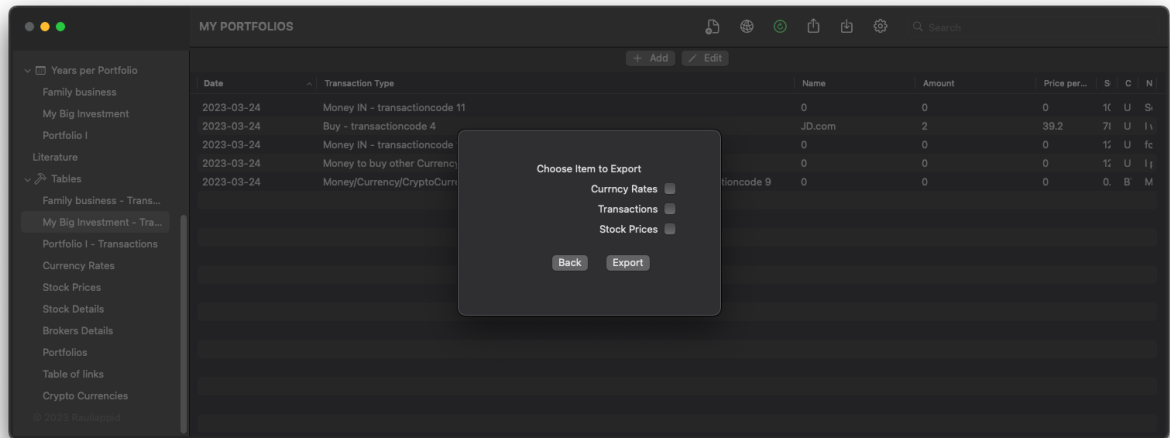 MY PORTFOLIOS
Search
+ Add
Edit
Years per Portfolio
Family business
My Big Investment
Portfolio I
Literature
Tables
Family business - Trans...
My Big Investment - Tra...
Portfolio I - Transactions
Currency Rates
Stock Prices
Stock Details
Brokers Details
Portfolios
Table of links
Crypto Currencies
Date Transaction Type Name Amount Price per... S C N
2023-03-24 Money IN - transactioncode 11 0 0 0 U
2023-03-24 Buy - transactioncode 4 JD.com 2 39.2 U
2023-03-24 Money IN - transactioncode 0 0 0 U
2023-03-24 Money to buy other Currency 0 0 0 U
2023-03-24 Money/Currency/CryptoCurre tioncode 9 0 0 0 0. B M
Choose Item to Export
Currncy Rates
Transactions
Stock Prices
Back Export